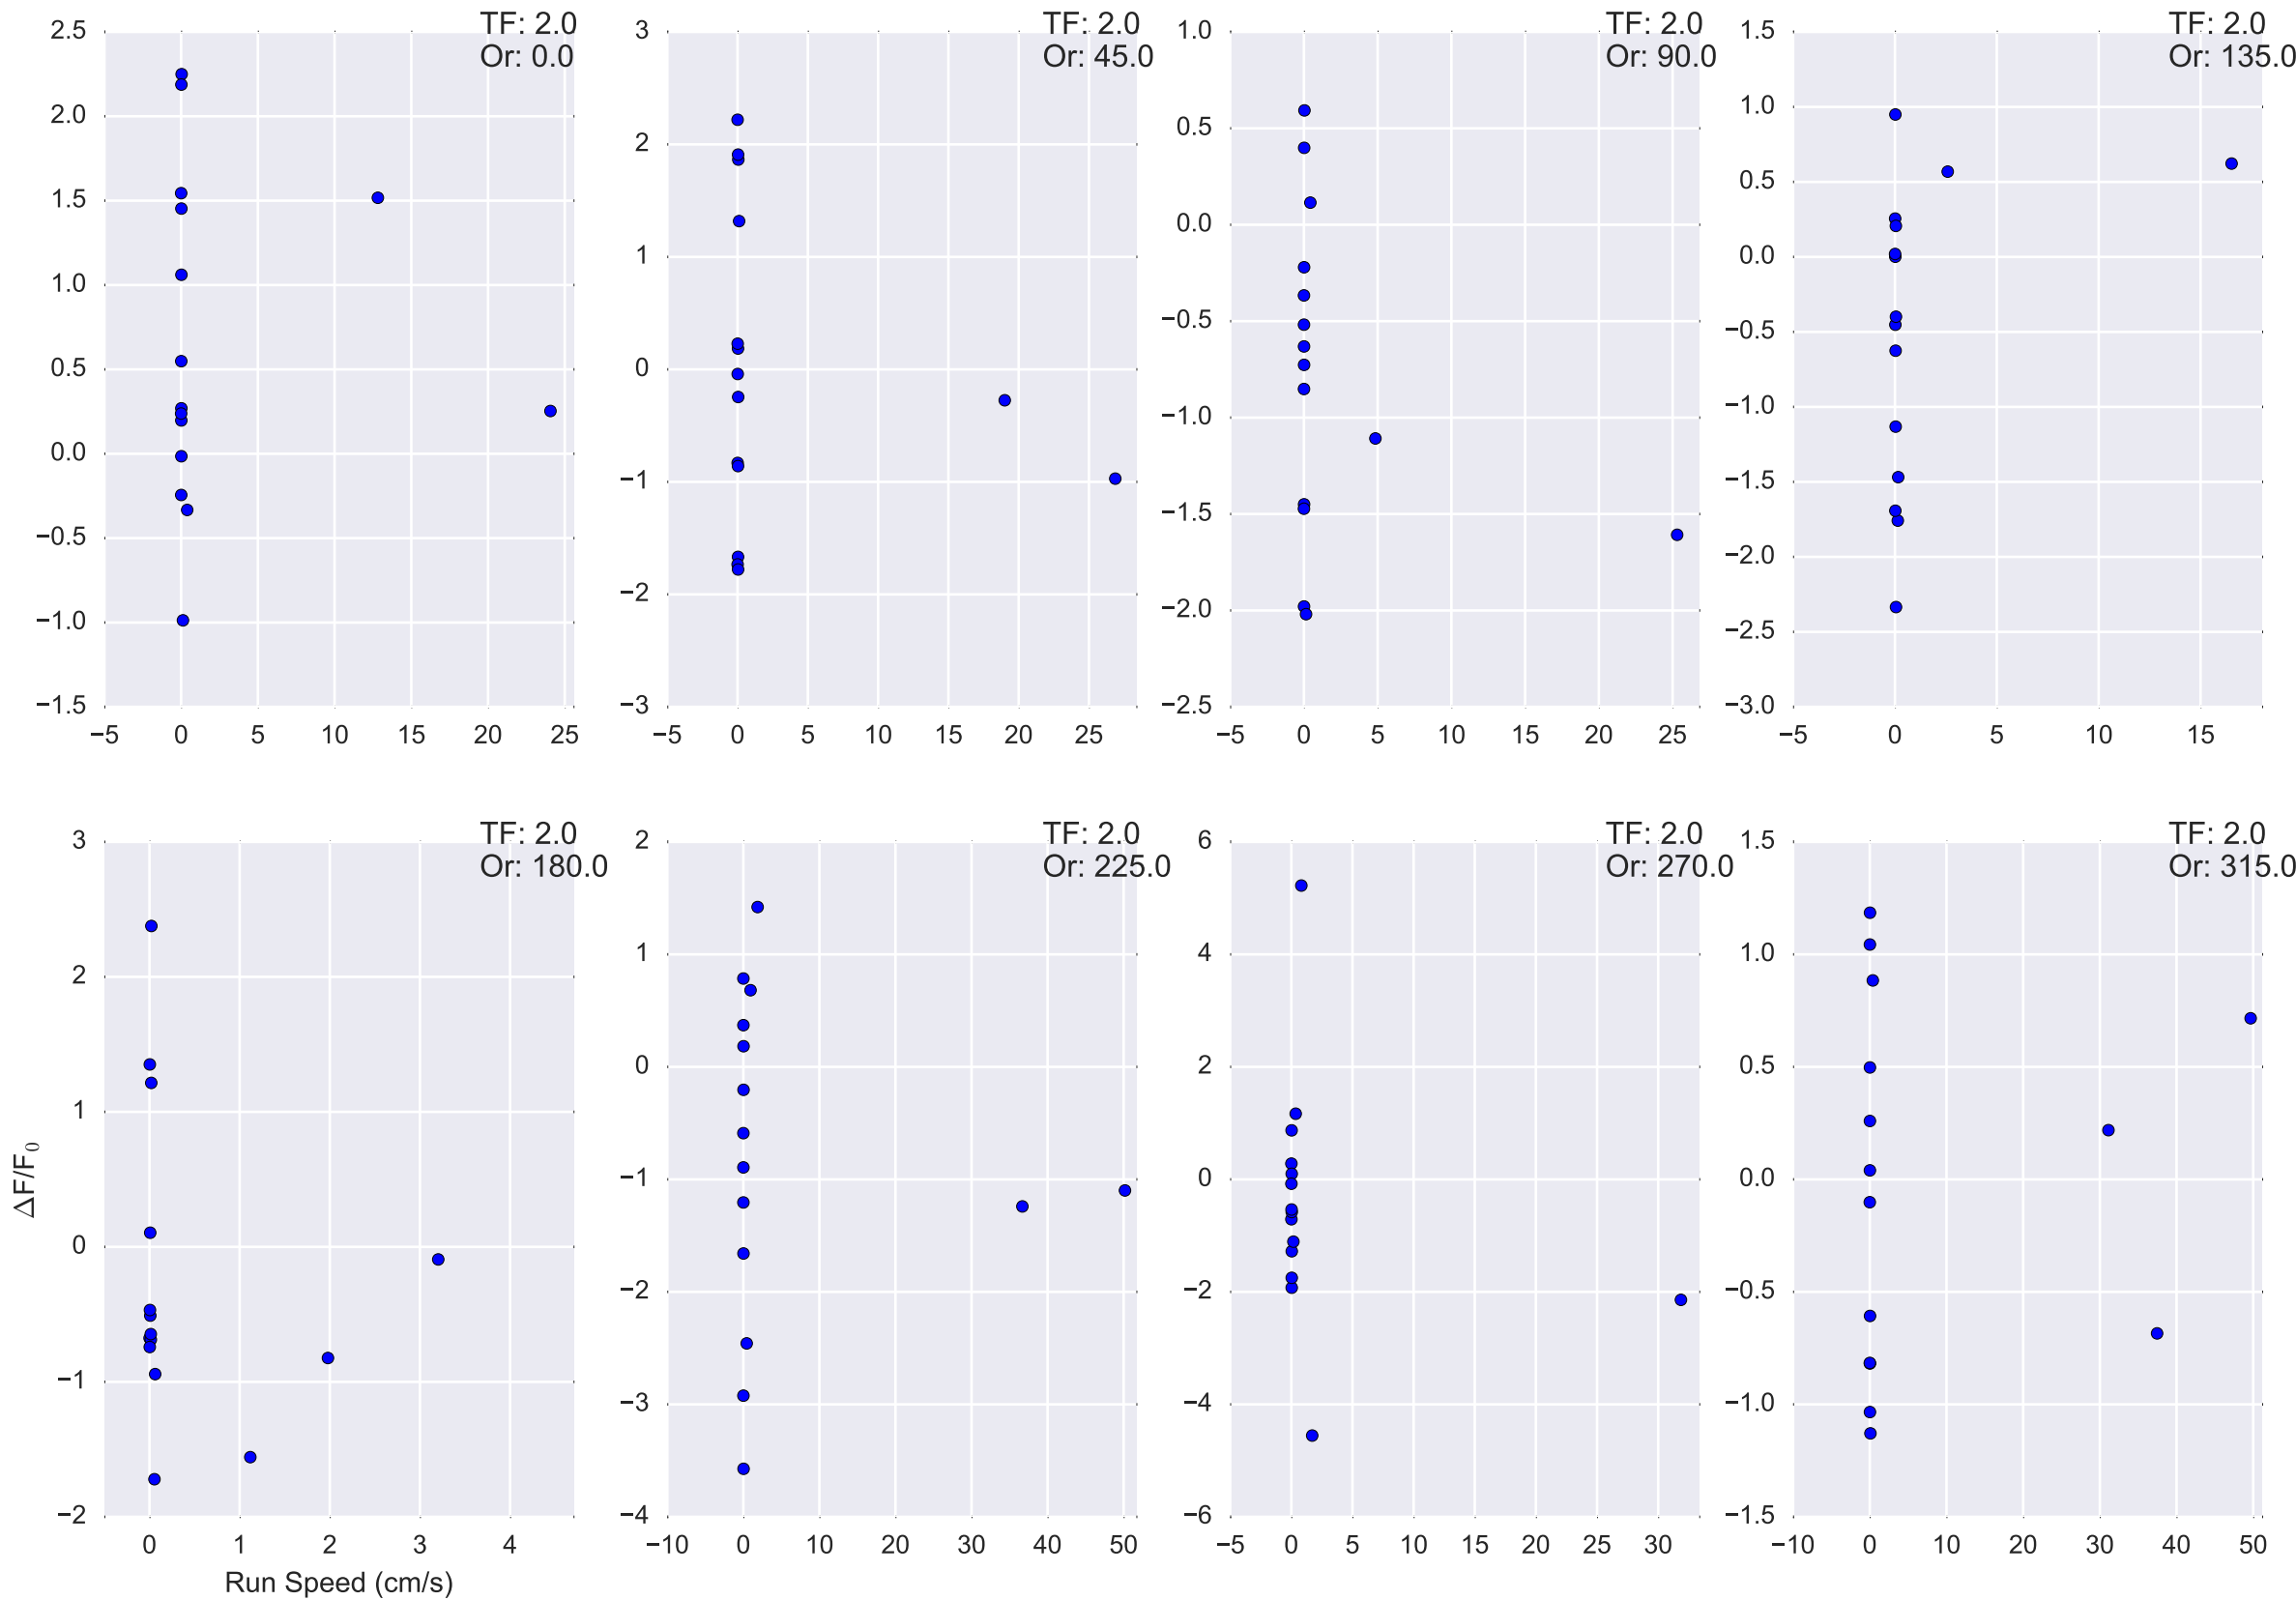 TF: 2.0
Or: 0.0
2.5
2.0
1.5
1.0
0.5
0.0
−0.5
−1.0
−1.5
−5 0 5 10 15 20 25
TF: 2.0
Or: 45.0
3
2
1
0
−1
−2
−3
−5 0 5 10 15 20 25
TF: 2.0
Or: 90.0
1.0
0.5
0.0
−0.5
−1.0
−1.5
−2.0
−2.5
−5 0 5 10 15 20 25
TF: 2.0
Or: 135.0
1.5
1.0
0.5
0.0
−0.5
−1.0
−1.5
−2.0
−2.5
−3.0
−5 0 5 10 15
TF: 2.0
Or: 180.0
3
2
1
0
−1
−2
ΔF/F₀
0 1 2 3 4
Run Speed (cm/s)
TF: 2.0
Or: 225.0
2
1
0
−1
−2
−3
−4
−10 0 10 20 30 40 50
TF: 2.0
Or: 270.0
6
4
2
0
−2
−4
−6
−5 0 5 10 15 20 25 30
TF: 2.0
Or: 315.0
1.5
1.0
0.5
0.0
−0.5
−1.0
−1.5
−10 0 10 20 30 40 50